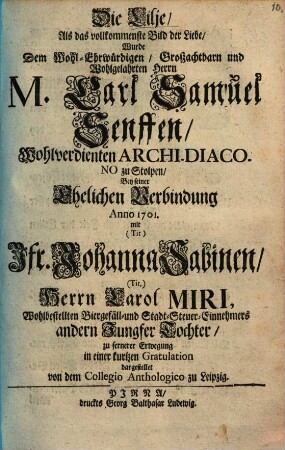 10.
Die Lilje/
Als das vollkommenste Bild der Liebe/
Wurde
Dem Wohl-Ehrwürdigen/ Großachtbarn und
Wohlgelahrten Herrn
M. Carl Samuel
Senffen/
Wohlverdienten ARCHI-DIACO-
NO zu Stolpen/
Bey seiner
Ehelichen Verbindung
Anno 1701.
mit
(Tit)
Jfr. Johanna Sabinen/
(Tit.)
Herrn Carol MIRI,
Wohlbestellten Biergefäll-und Stadt-Steuer-Einnehmers
andern Jungfer Tochter/
zu fernerer Erwegung
in einer kurtzen Gratulation
dargestellet
von dem Collegio Anthologico zu Leipzig.
PIRNA/
druckts Georg Balthasar Ludewig.